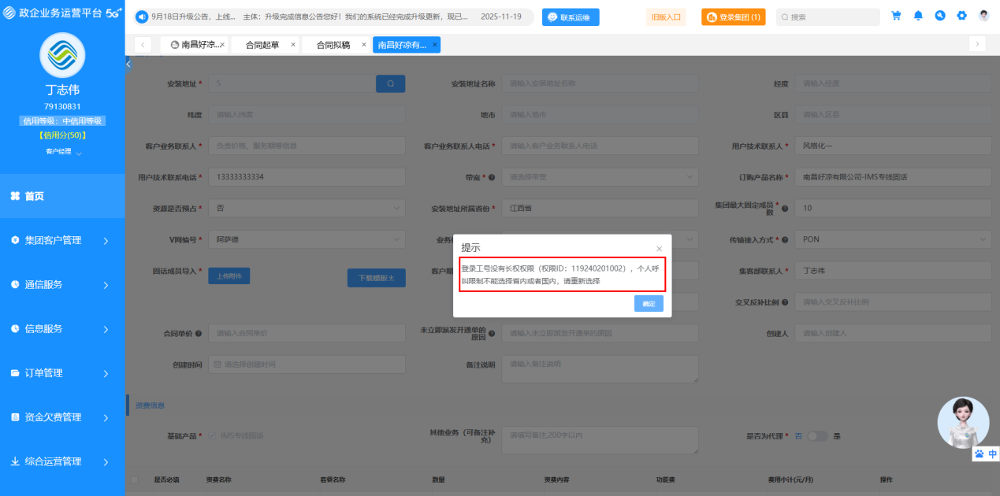 政企业务运营平台 5G
9月18日升级公告，上线... 主体：升级完成信息公告您好！我们的系统已经完成升级更新，现已... 2025-11-19
联系运维
旧版入口
登录集团 (1)
搜索
丁志伟
79130831
信用等级：中信用等级
【信用分(50)】
客户经理
首页
集团客户管理
通信服务
信息服务
订单管理
资金欠费管理
综合运营管理
南昌好凉...×
合同起草 ×
合同拟稿 ×
南昌好凉有... ×
安装地址 * 5
安装地址名称 请输入安装地址名称
经度 请输入经度
纬度 请输入纬度
地市 请输入地市
区县 请输入区县
客户业务联系人 * 负责价格、服务期等信息
客户业务联系人电话 * 请输入客户业务联系人电话
用户技术联系人 * 风格化一
用户技术联系电话 * 13333333334
带宽 * 请选择带宽
订购产品名称 * 南昌好凉有限公司-IMS专线固话
资源是否预占 * 否
安装地址所属省份 * 江西省
集团最大固定成员数 * 10
V网编号 * 阿萨德
业务
传输接入方式 * PON
固话成员导入 * 上传附件 下载模板
客户
集客部联系人 * 丁志伟
交叉反补比例 请输入交叉反补比例
提示 ×
登录工号没有长权权限（权限ID：119240201002），个人呼
叫限制不能选择省内或者国内，请重新选择
确定
合同单价 请输入合同单价
未立即派发开通单的原因 请输入未立即派发开通单的原因
创建人 请输入创建人
创建时间 请选择创建时间
备注说明 请输入备注说明
资费信息
基础产品 * IMS专线固话
其他业务（可备注补充） 请填写备注,200字以内
是否为代理 * 否 是
是否必填 资费名称 套餐名称 数量 资费内容 功能费 费用小计(元/月) 操作
中